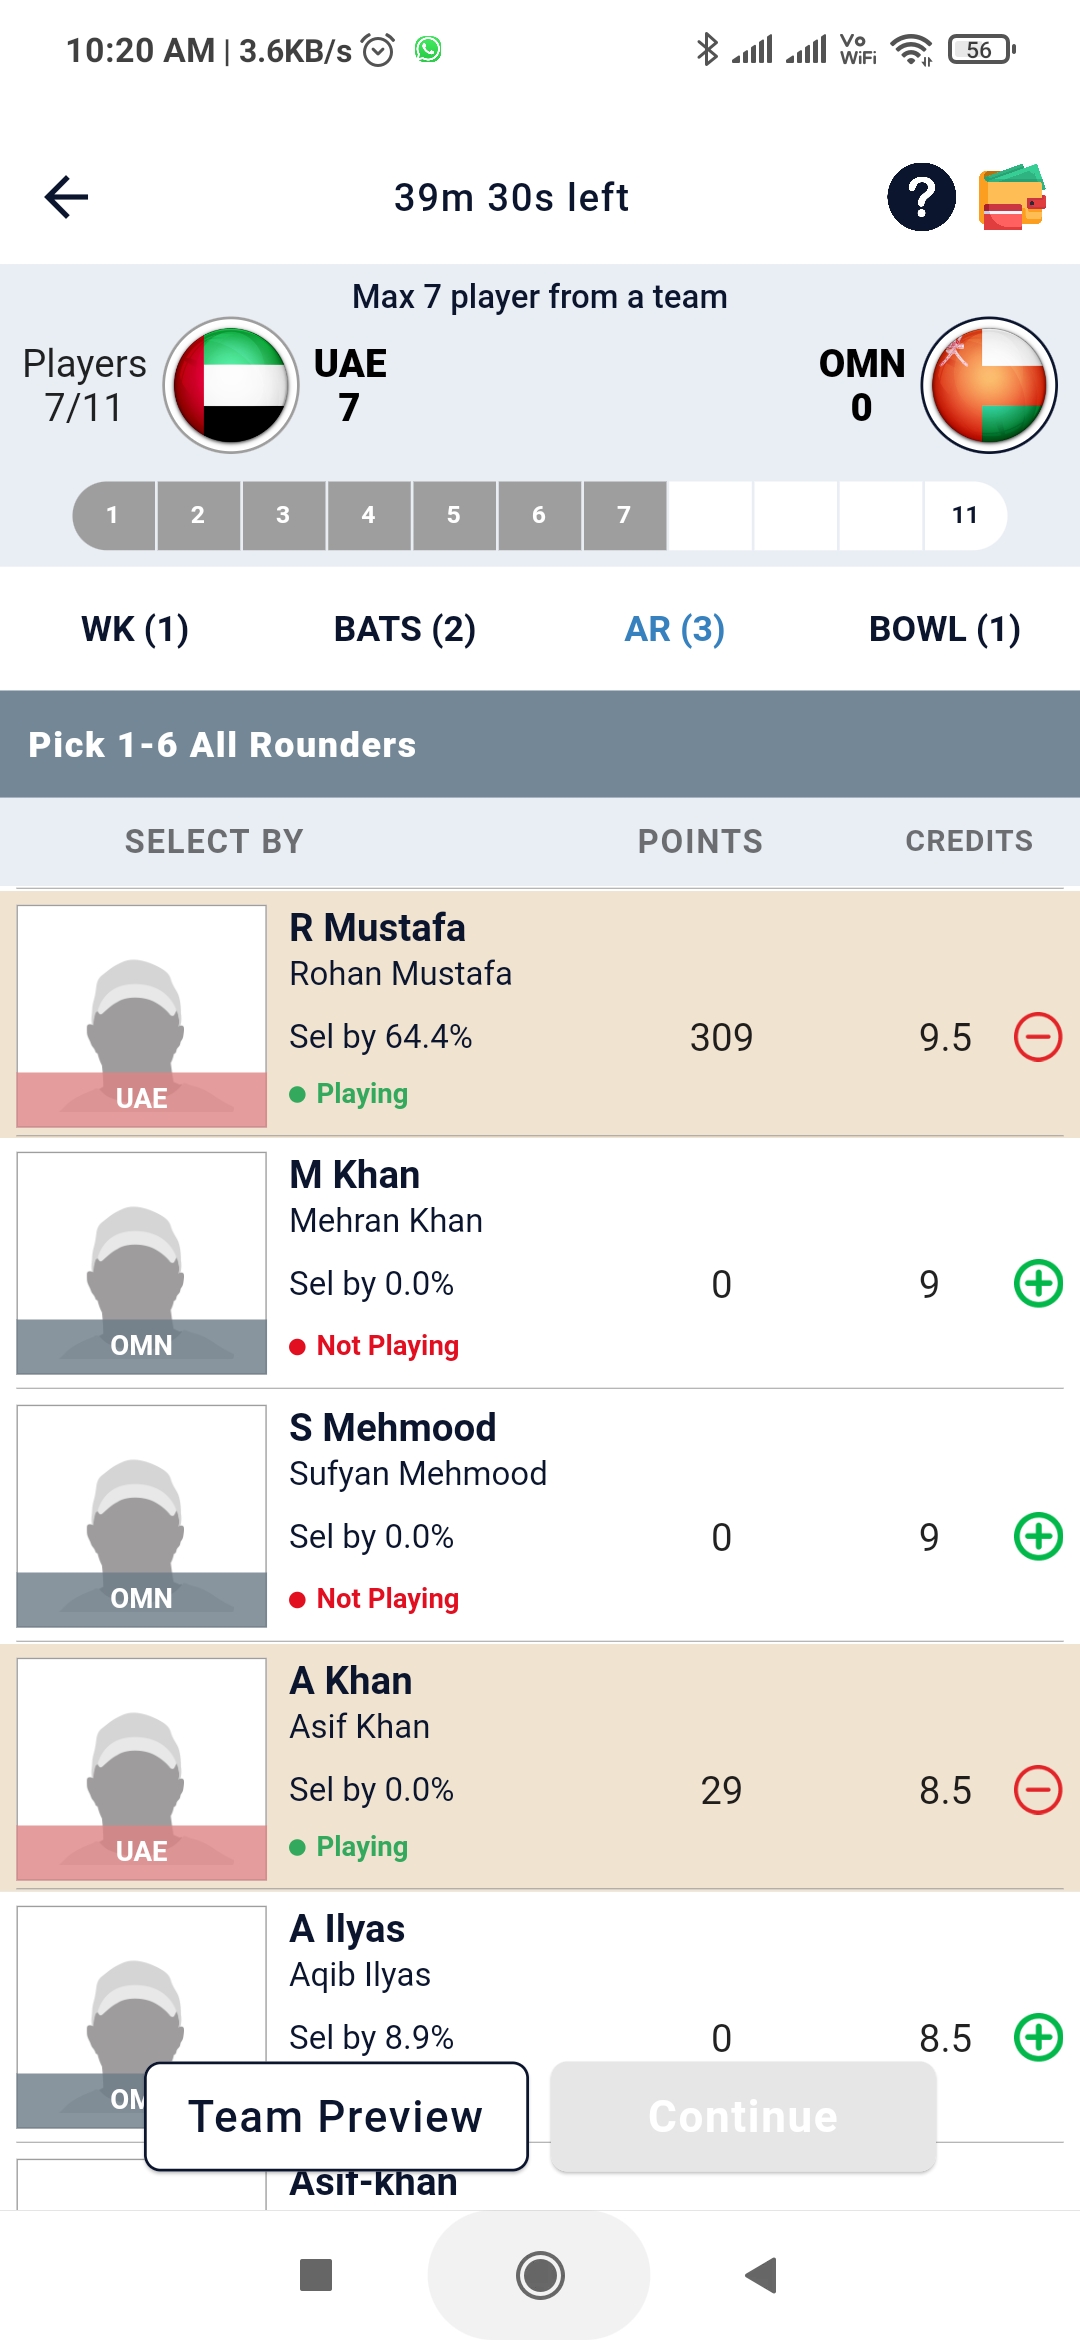 10:20 AM | 3.6KB/s
Vo WiFi
56
39m 30s left
Max 7 player from a team
Players
7/11
UAE
7
OMN
0
1 2 3 4 5 6 7 11
WK (1) BATS (2) AR (3) BOWL (1)
Pick 1-6 All Rounders
SELECT BY POINTS CREDITS
R Mustafa
Rohan Mustafa
Sel by 64.4% 309 9.5
Playing
UAE
M Khan
Mehran Khan
Sel by 0.0% 0 9
Not Playing
OMN
S Mehmood
Sufyan Mehmood
Sel by 0.0% 0 9
Not Playing
OMN
A Khan
Asif Khan
Sel by 0.0% 29 8.5
Playing
UAE
A Ilyas
Aqib Ilyas
Sel by 8.9% 0 8.5
OM
Team Preview Continue
Asif-khan